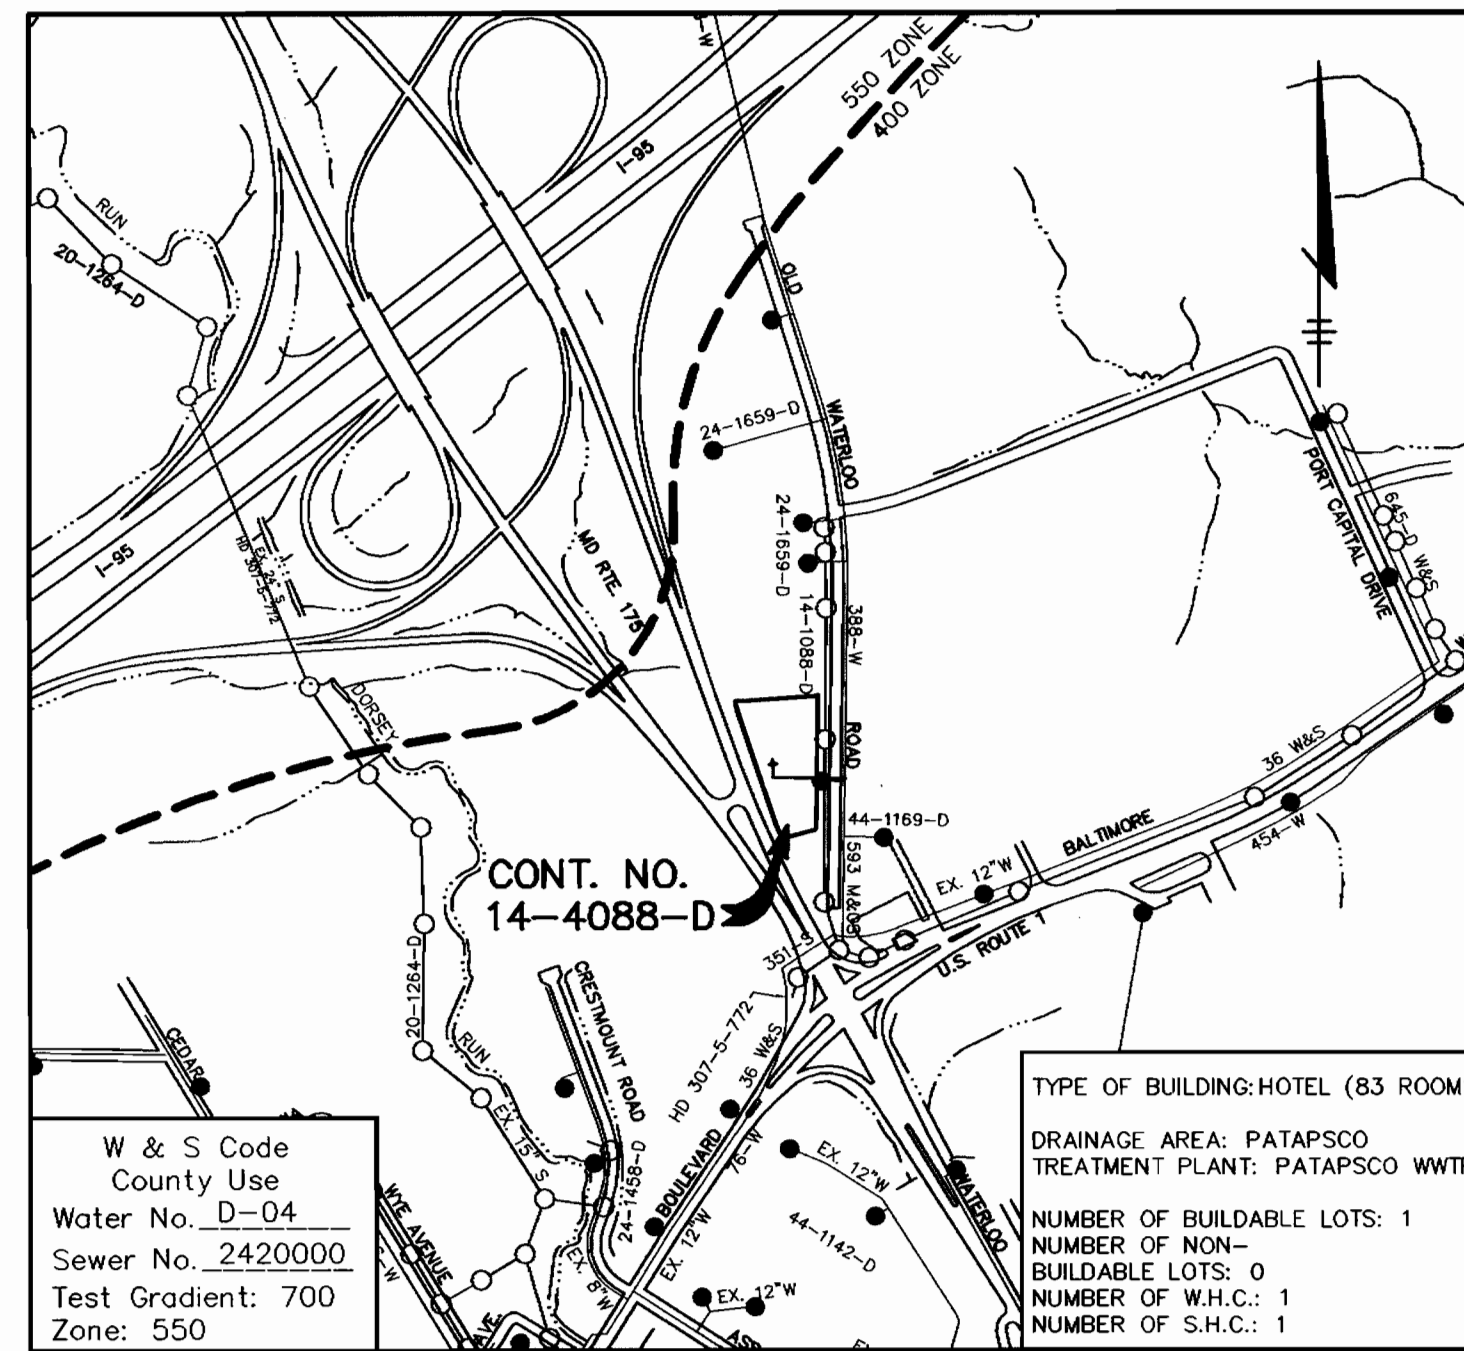 -W
550 ZONE
400 ZONE
I-95
RUN
20-1264-D
OLD
24-1659-D
WATERLOO
PORT CAPITAL DRIVE
645-D W&S
24-1659-D
MD RTE. 175
I-95
EX. 24" S
HD 307-5-772
14-1088-D
388-W
DORSEY
ROAD
36 W&S
44-1169-D
BALTIMORE
454-W
CONT. NO.
14-4088-D
593 W&DS
EX. 12"W
351-S
U.S. ROUTE 1
20-1264-D
CRESTMOUNT ROAD
HD 307-5-772
36 W&S
CEDAR
RUN
EX. 15" S
24-1458-D
BOULEVARD
76-W
EX. 12"W
EX. 12"W
44-1142-D
WATERLOO
WYE AVENUE
-W
EX. 8"W
EX. 12"W
AVE.
W & S Code
County Use
Water No. D-04
Sewer No. 2420000
Test Gradient: 700
Zone: 550
TYPE OF BUILDING: HOTEL (83 ROOM
DRAINAGE AREA: PATAPSCO
TREATMENT PLANT: PATAPSCO WWT
NUMBER OF BUILDABLE LOTS: 1
NUMBER OF NON-
BUILDABLE LOTS: 0
NUMBER OF W.H.C.: 1
NUMBER OF S.H.C.: 1